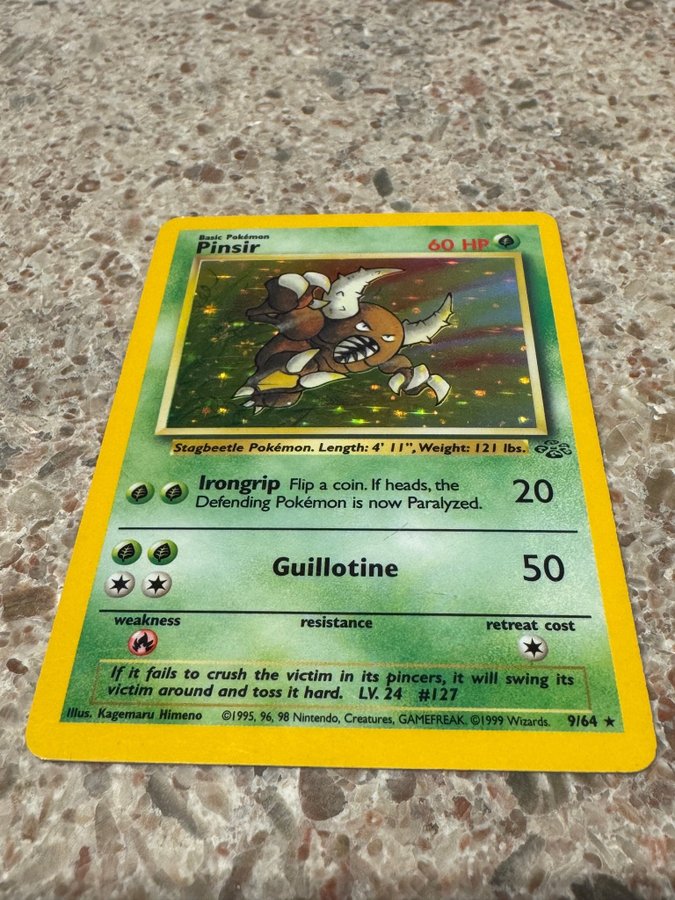 Basic Pokémon
Pinsir 60 HP
Stagbeetle Pokémon. Length: 4' 11", Weight: 121 lbs.
Irongrip Flip a coin. If heads, the
Defending Pokémon is now Paralyzed. 20
Guillotine 50
weakness resistance retreat cost
If it fails to crush the victim in its pincers, it will swing its
victim around and toss it hard. LV. 24 #127
Illus. Kagemaru Himeno ©1995, 96, 98 Nintendo, Creatures, GAMEFREAK. ©1999 Wizards. 9/64 ★